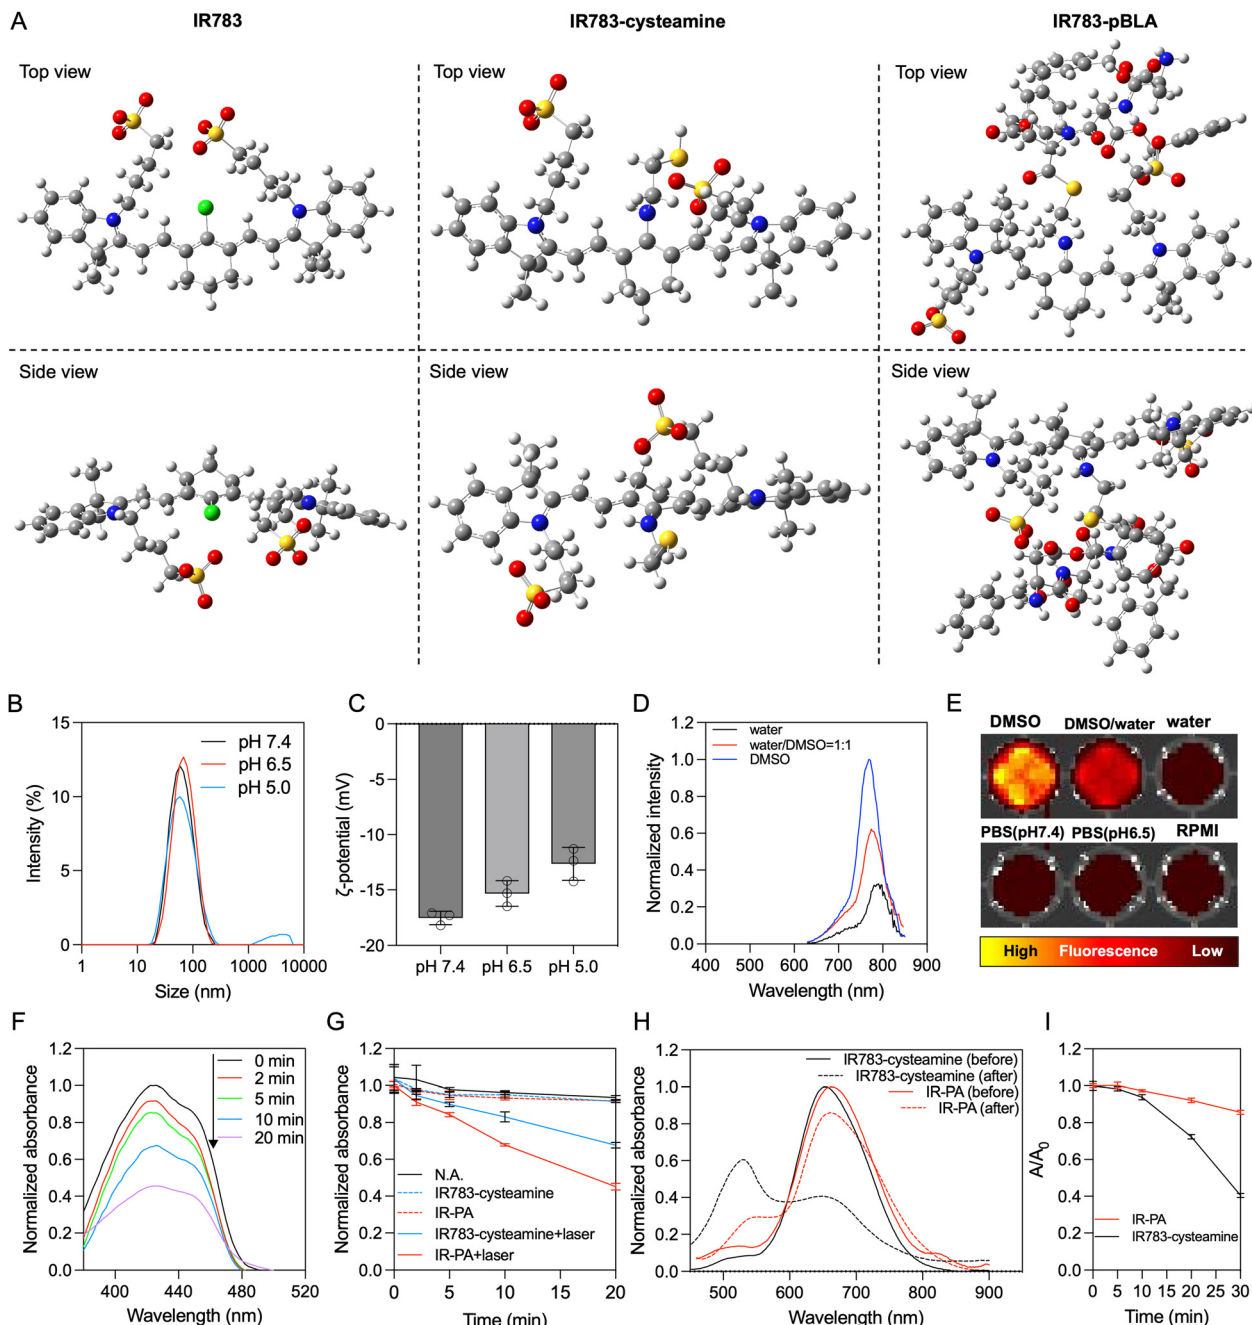 A
IR783
IR783-cysteamine
IR783-pBLA
Top view
Top view
Top view
Side view
Side view
Side view
B
15
10
5
0
Intensity (%)
pH 7.4
pH 6.5
pH 5.0
1
10
100
1000
10000
Size (nm)
C
0
-5
-10
-15
-20
ζ-potential (mV)
pH 7.4
pH 6.5
pH 5.0
D
1.2
1.0
0.8
0.6
0.4
0.2
0.0
Normalized intensity
water
water/DMSO=1:1
DMSO
400
500
600
700
800
900
Wavelength (nm)
E
DMSO
DMSO/water
water
PBS(pH7.4)
PBS(pH6.5)
RPMI
High
Fluorescence
Low
F
1.2
1.0
0.8
0.6
0.4
0.2
0.0
Normalized absorbance
0 min
2 min
5 min
10 min
20 min
400
440
480
520
Wavelength (nm)
G
1.2
1.0
0.8
0.6
0.4
0.2
0.0
Normalized absorbance
N.A.
IR783-cysteamine
IR-PA
IR783-cysteamine+laser
IR-PA+laser
0
5
10
15
20
Time (min)
H
1.2
1.0
0.8
0.6
0.4
0.2
0.0
Normalized absorbance
IR783-cysteamine (before)
IR783-cysteamine (after)
IR-PA (before)
IR-PA (after)
500
600
700
800
900
Wavelength (nm)
I
1.2
1.0
0.8
0.6
0.4
0.2
0.0
A/A0
IR-PA
IR783-cysteamine
0
5
10
15
20
25
30
Time (min)